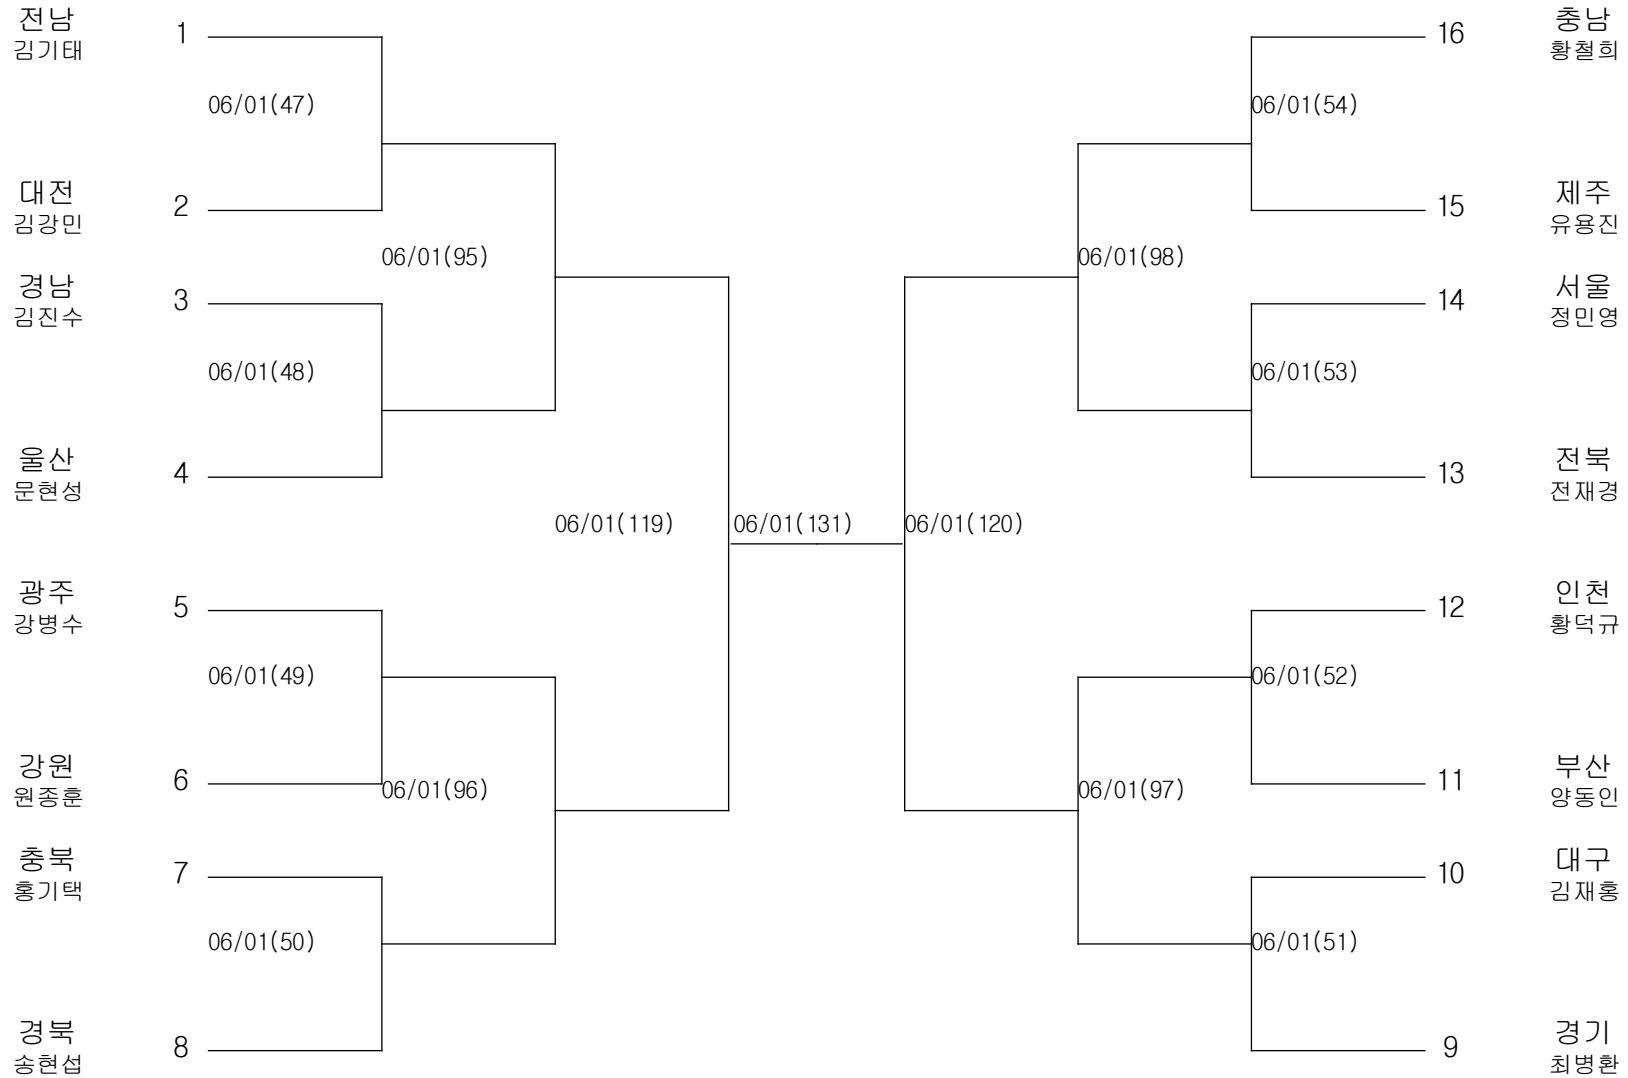 전남
김기태
1
16
충남
황철희
06/01(47)
06/01(54)
대전
김강민
2
15
제주
유용진
06/01(95)
06/01(98)
경남
김진수
3
14
서울
정민영
06/01(48)
06/01(53)
울산
문현성
4
13
전북
전재경
06/01(119)
06/01(131)
06/01(120)
광주
강병수
5
12
인천
황덕규
06/01(49)
06/01(52)
강원
원종훈
6
11
부산
양동인
06/01(96)
06/01(97)
충북
홍기택
7
10
대구
김재홍
06/01(50)
06/01(51)
경북
송현섭
8
9
경기
최병환